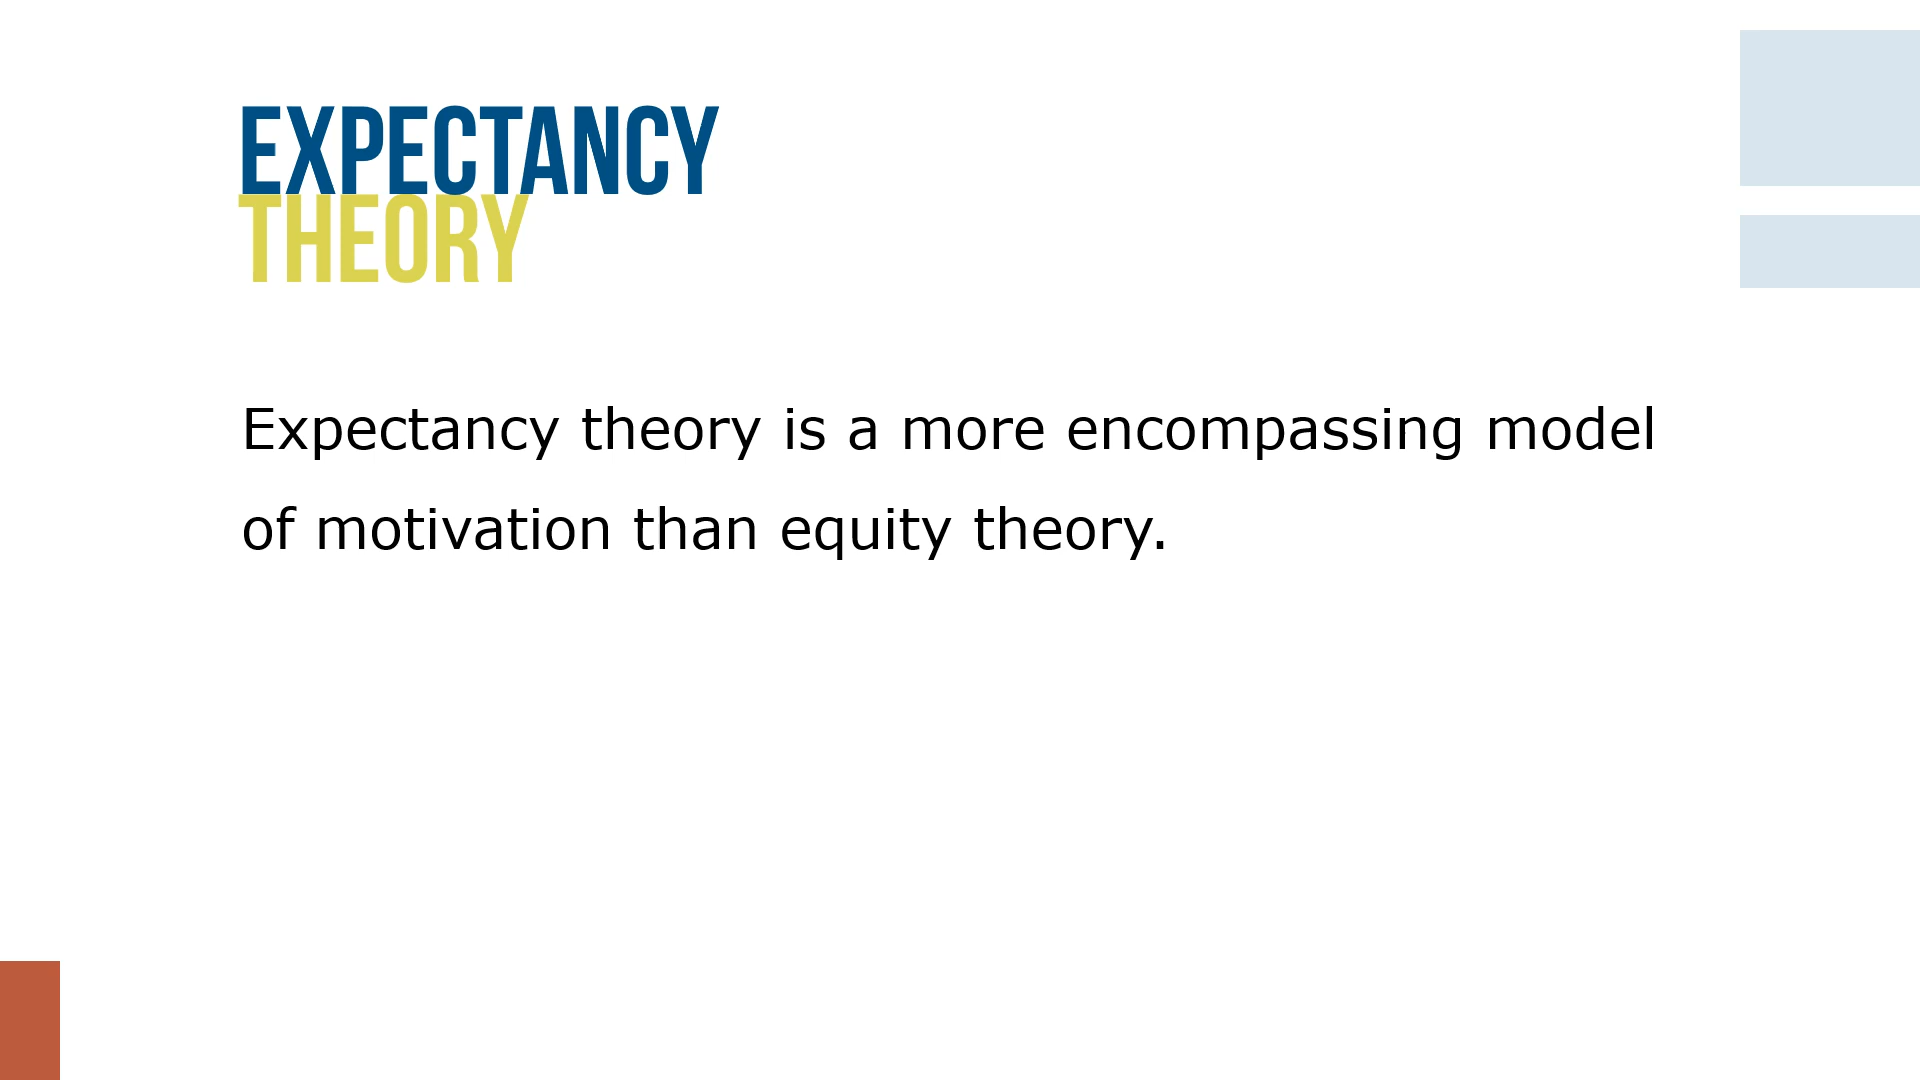 EXPECTANCY
THEORY
Expectancy theory is a more encompassing model
of motivation than equity theory.